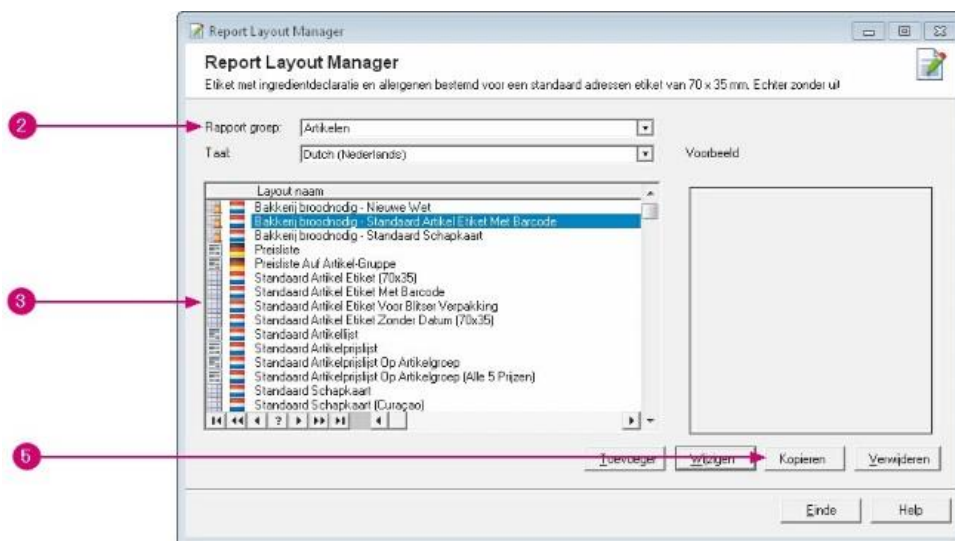 Report Layout Manager
Report Layout Manager
Etiket met ingredientdeclaratie en allergenen bestemd voor een standaard adressen etiket van 70 x 35 mm. Echter zonder uit
2
Rapport groep: Artikelen
Taal: Dutch (Nederlands)
Voorbeeld
Layout naam
Bakkerij broodnodig - Nieuwe Wet
Bakkerij broodnodig - Standaard Artikel Etiket Met Barcode
Bakkerij broodnodig - Standaard Schapkaart
Preisliste
Preisliste Auf Artikel-Gruppe
Standaard Artikel Etiket (70x35)
3
Standaard Artikel Etiket Met Barcode
Standaard Artikel Etiket Voor Blitser Verpakking
Standaard Artikel Etiket Zonder Datum (70x35)
Standaard Artikellijst
Standaard Artikelprijslijst
Standaard Artikelprijslijst Op Artikelgroep
Standaard Artikelprijslijst Op Artikelgroep (Alle 5 Prijzen)
Standaard Schapkaart
Standaard Schapkaart (Curaçao)
?
5
Toevoeger Wijzigen Kopieren Verwijderen
Einde Help